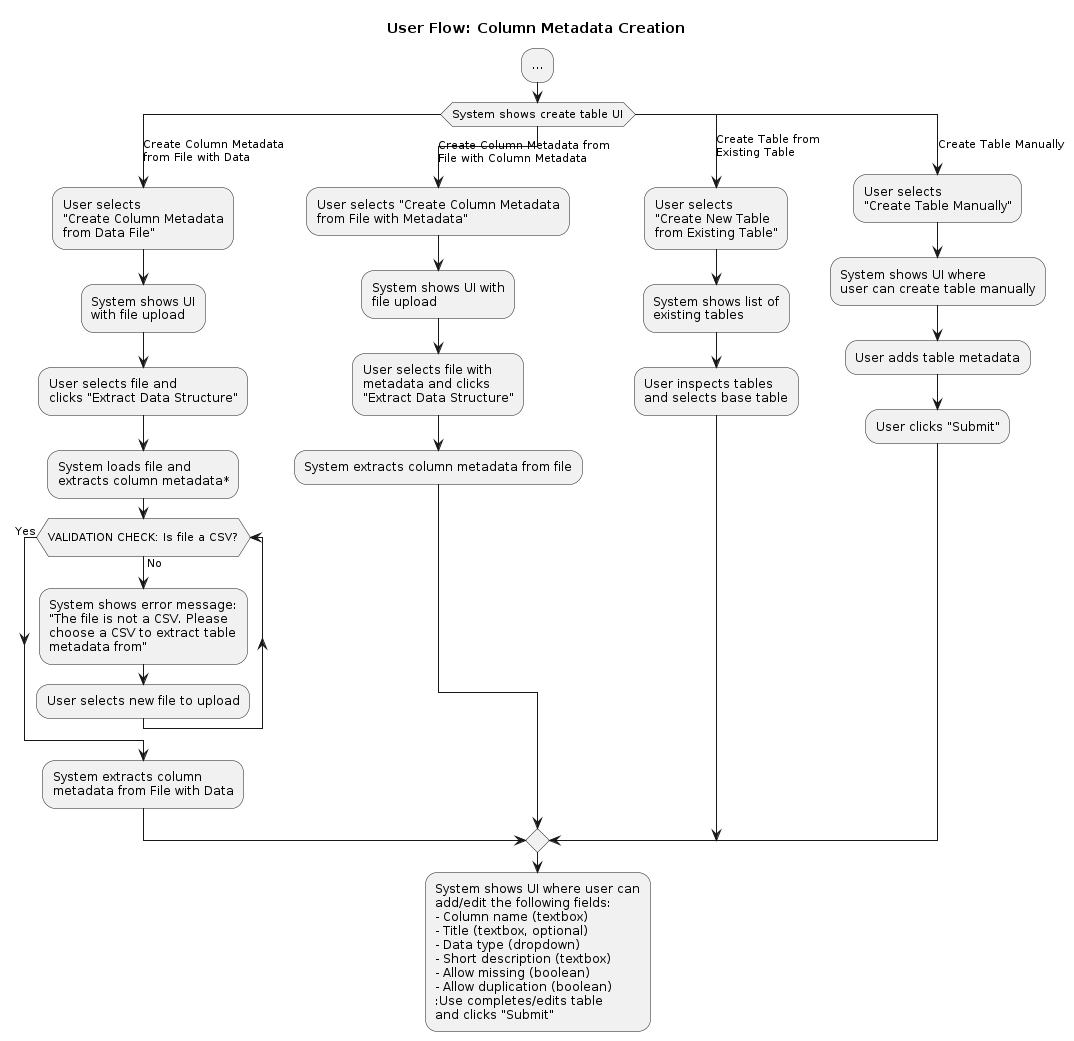 User Flow: Column Metadata Creation
...
System shows create table UI
Create Column Metadata
from File with Data
User selects
"Create Column Metadata
from Data File"
System shows UI
with file upload
User selects file and
clicks "Extract Data Structure"
System loads file and
extracts column metadata*
VALIDATION CHECK: Is file a CSV?
Yes
No
System shows error message:
"The file is not a CSV. Please
choose a CSV to extract table
metadata from"
User selects new file to upload
System extracts column
metadata from File with Data
Create Column Metadata from
File with Column Metadata
User selects "Create Column Metadata
from File with Metadata"
System shows UI with
file upload
User selects file with
metadata and clicks
"Extract Data Structure"
System extracts column metadata from file
Create Table from
Existing Table
User selects
"Create New Table
from Existing Table"
System shows list of
existing tables
User inspects tables
and selects base table
Create Table Manually
User selects
"Create Table Manually"
System shows UI where
user can create table manually
User adds table metadata
User clicks "Submit"
System shows UI where user can
add/edit the following fields:
- Column name (textbox)
- Title (textbox, optional)
- Data type (dropdown)
- Short description (textbox)
- Allow missing (boolean)
- Allow duplication (boolean)
:Use completes/edits table
and clicks "Submit"